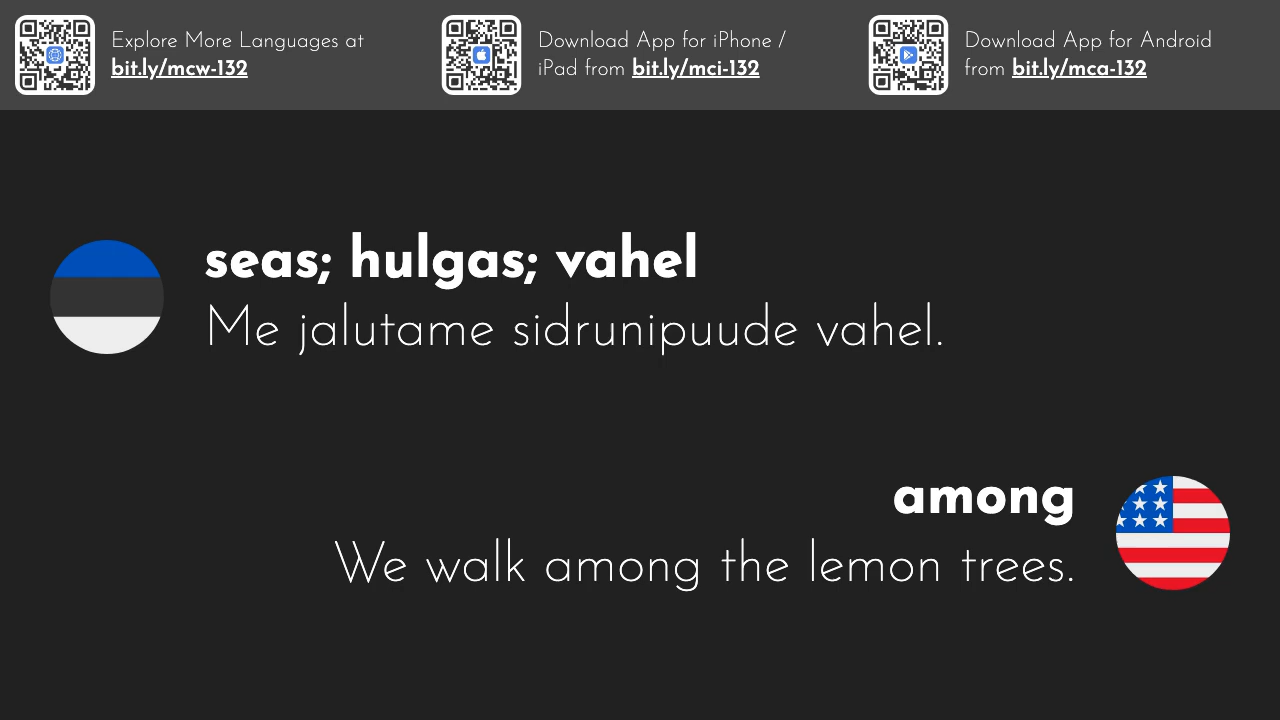 Explore More Languages at
bit.ly/mcw-132
Download App for iPhone /
iPad from bit.ly/mci-132
Download App for Android
from bit.ly/mca-132
seas; hulgas; vahel
Me jalutame sidrunipuude vahel.
among
We walk among the lemon trees.